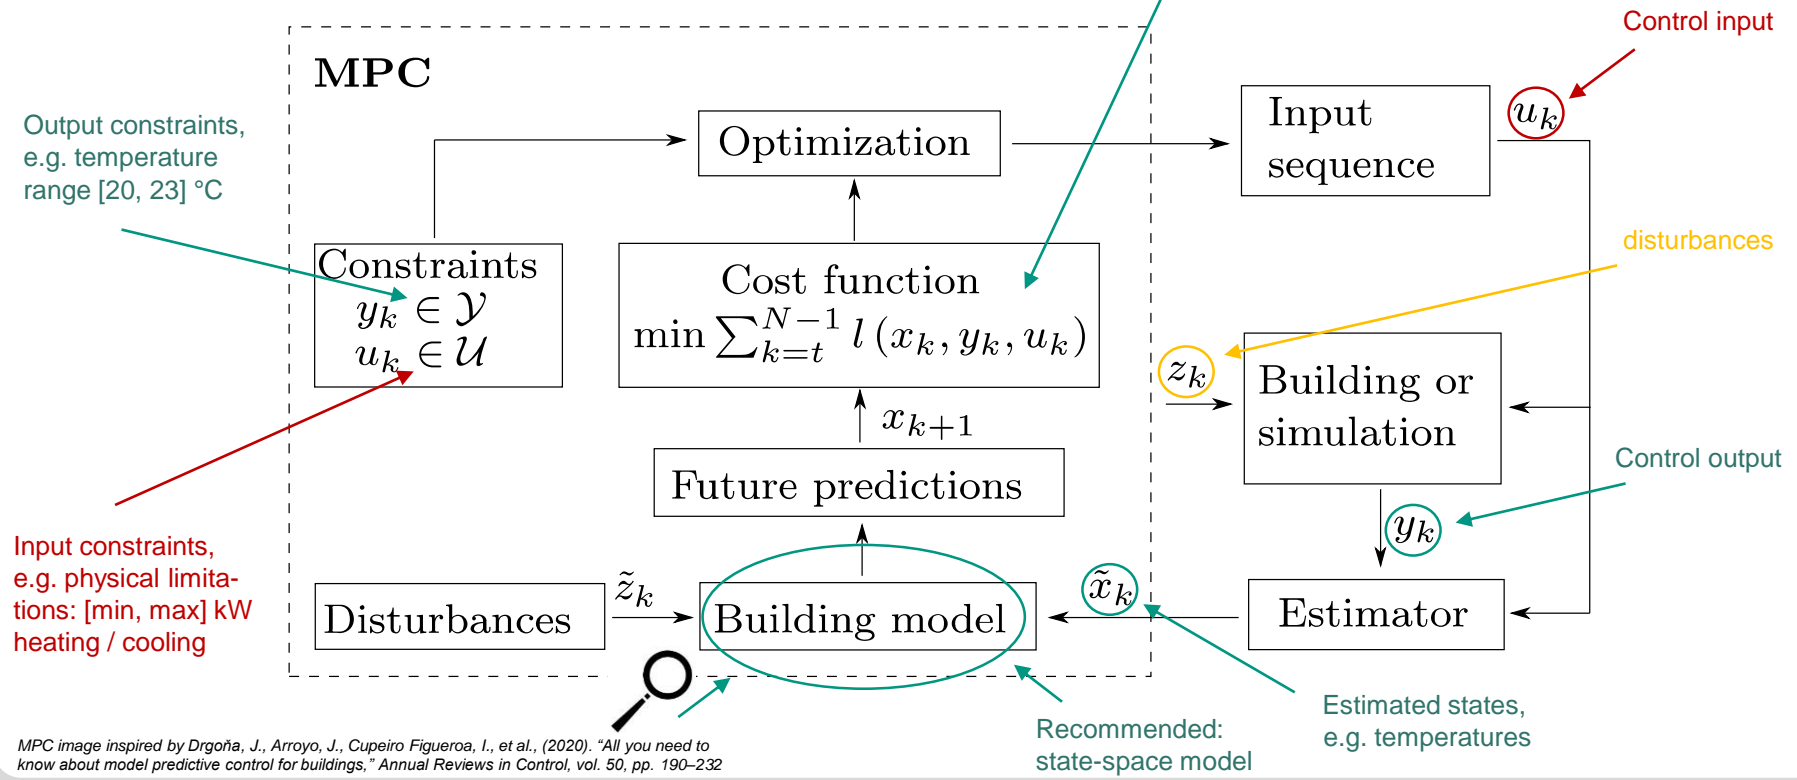 Control input
MPC
Output constraints,
e.g. temperature
range [20, 23] °C
Optimization
Input
sequence
u_k
Constraints
y_k ∈ 𝒴
u_k ∈ 𝒰
Cost function
min ∑_{k=t}^{N−1} l (x_k, y_k, u_k)
disturbances
z_k
Building or
simulation
x_{k+1}
Future predictions
Control output
y_k
Input constraints,
e.g. physical limita-
tions: [min, max] kW
heating / cooling
Disturbances
z̃_k
Building model
x̃_k
Estimator
Recommended:
state-space model
Estimated states,
e.g. temperatures
MPC image inspired by Drgoňa, J., Arroyo, J., Cupeiro Figueroa, I., et al., (2020). “All you need to
know about model predictive control for buildings,” Annual Reviews in Control, vol. 50, pp. 190–232